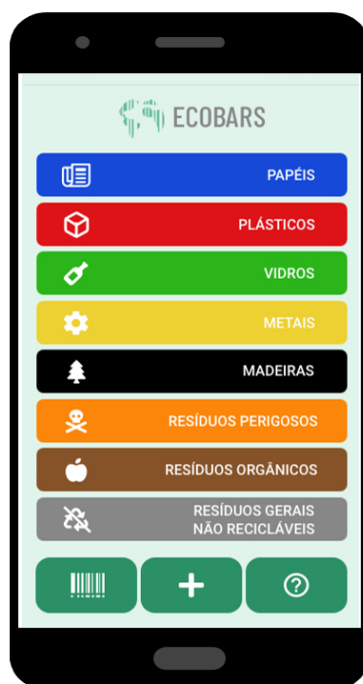 ECOBARS
PAPÉIS
PLÁSTICOS
VIDROS
METAIS
MADEIRAS
RESÍDUOS PERIGOSOS
RESÍDUOS ORGÂNICOS
RESÍDUOS GERAIS
NÃO RECICLÁVEIS